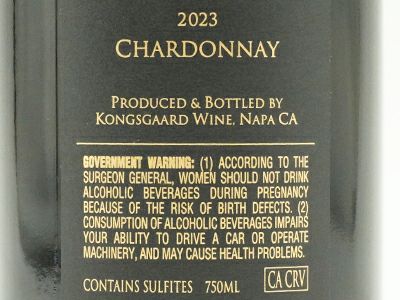 2023
CHARDONNAY
PRODUCED & BOTTLED BY
KONGSGAARD WINE, NAPA CA
GOVERNMENT WARNING: (1) ACCORDING TO THE
SURGEON GENERAL, WOMEN SHOULD NOT DRINK
ALCOHOLIC BEVERAGES DURING PREGNANCY
BECAUSE OF THE RISK OF BIRTH DEFECTS. (2)
CONSUMPTION OF ALCOHOLIC BEVERAGES IMPAIRS
YOUR ABILITY TO DRIVE A CAR OR OPERATE
MACHINERY, AND MAY CAUSE HEALTH PROBLEMS.
CONTAINS SULFITES 750ML CA CRV